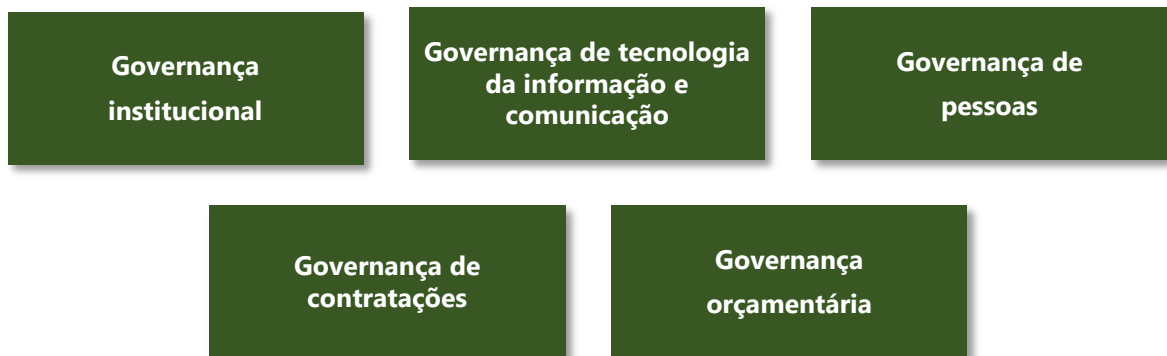 Governança
institucional
Governança de tecnologia
da informação e
comunicação
Governança de
pessoas
Governança de
contratações
Governança
orçamentária